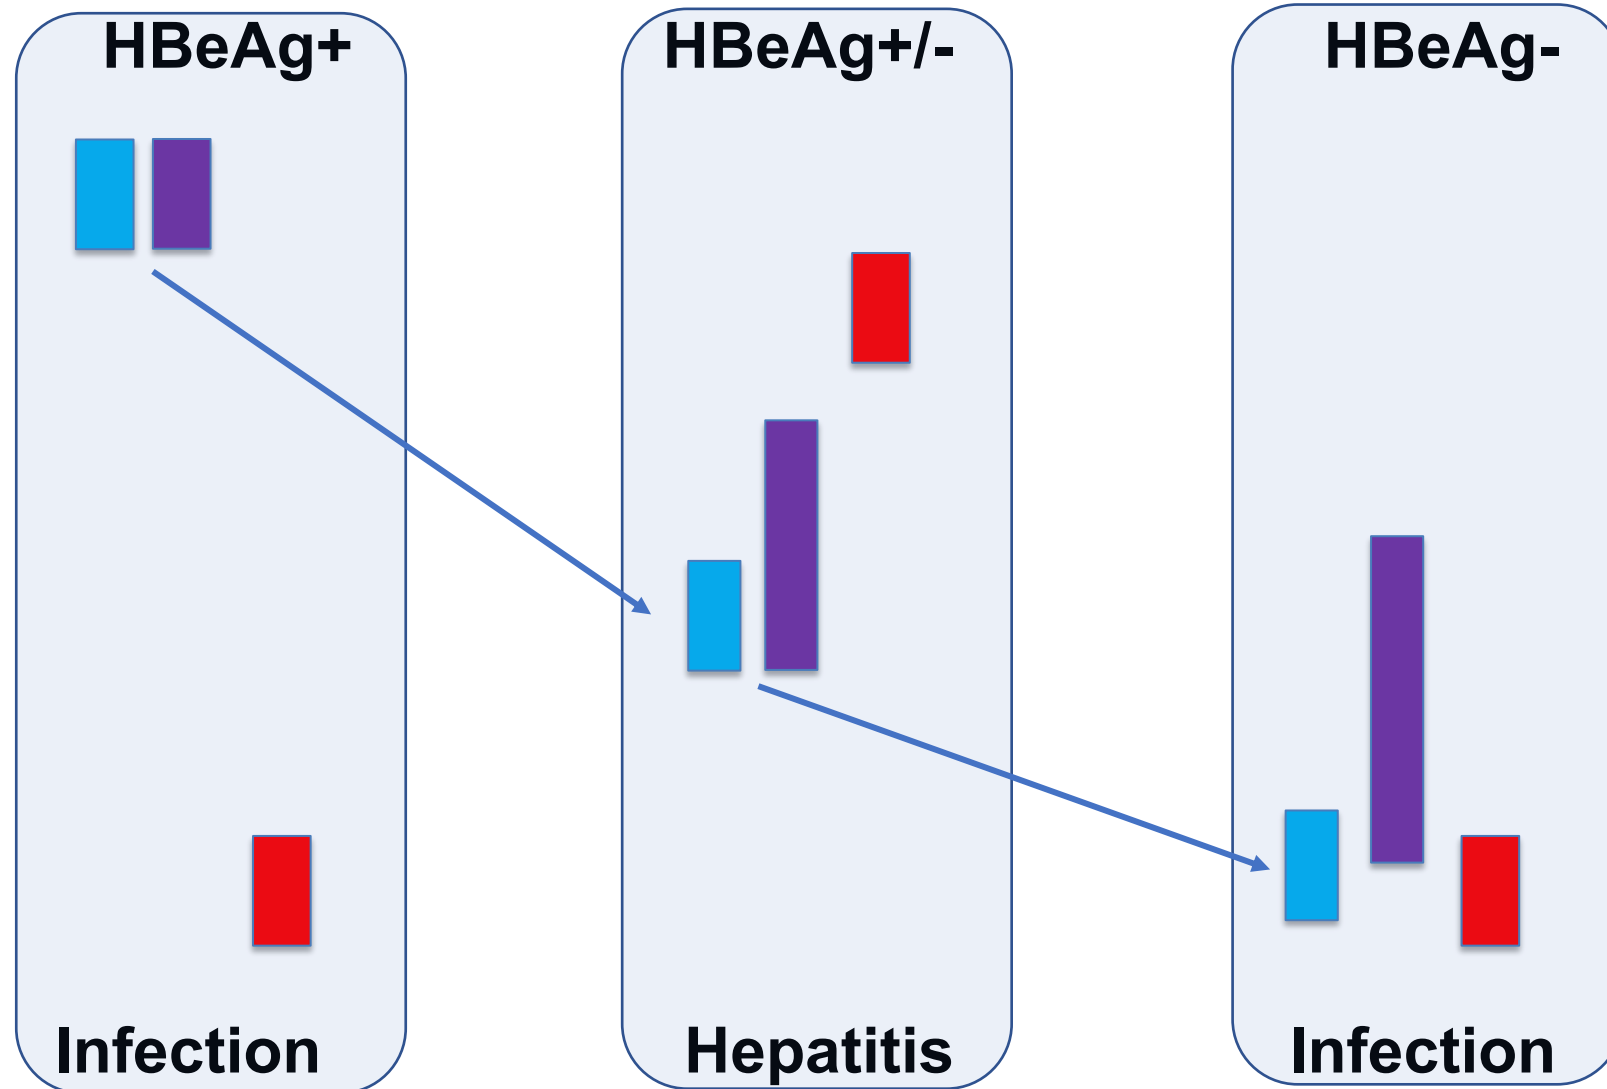 HBeAg+
HBeAg+/-
HBeAg-
Infection
Hepatitis
Infection